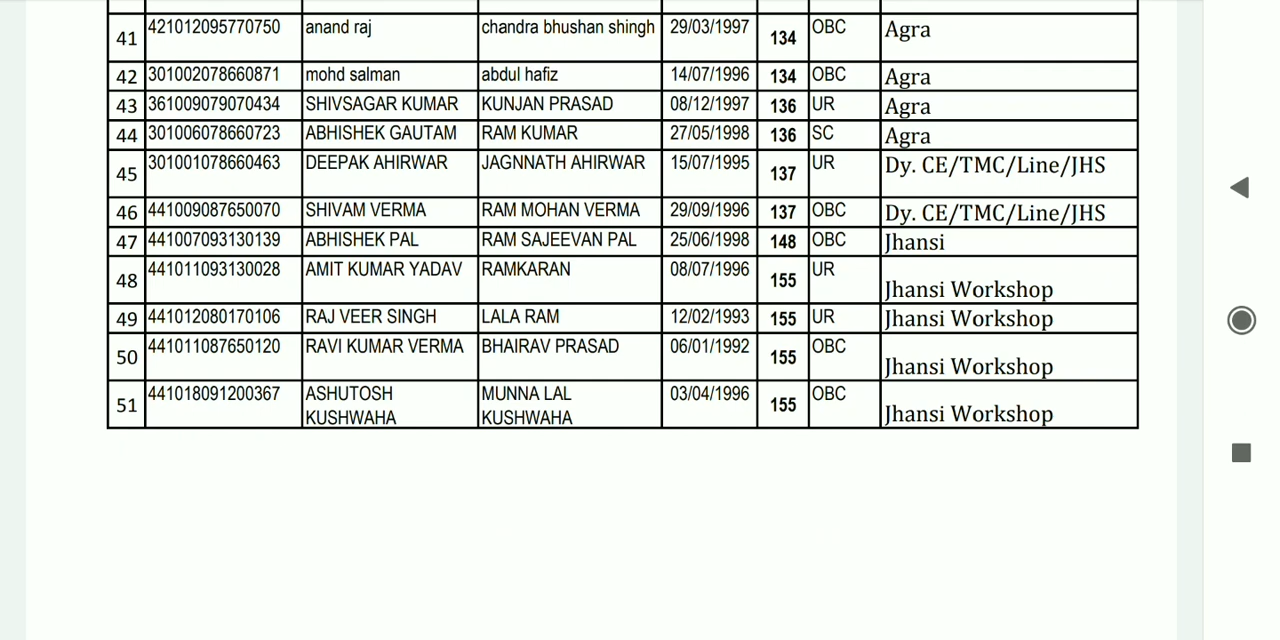 41 421012095770750 anand raj chandra bhushan shingh 29/03/1997 134 OBC Agra
42 301002078660871 mohd salman abdul hafiz 14/07/1996 134 OBC Agra
43 361009079070434 SHIVSAGAR KUMAR KUNJAN PRASAD 08/12/1997 136 UR Agra
44 301006078660723 ABHISHEK GAUTAM RAM KUMAR 27/05/1998 136 SC Agra
45 301001078660463 DEEPAK AHIRWAR JAGNNATH AHIRWAR 15/07/1995 137 UR Dy. CE/TMC/Line/JHS
46 441009087650070 SHIVAM VERMA RAM MOHAN VERMA 29/09/1996 137 OBC Dy. CE/TMC/Line/JHS
47 441007093130139 ABHISHEK PAL RAM SAJEEVAN PAL 25/06/1998 148 OBC Jhansi
48 441011093130028 AMIT KUMAR YADAV RAMKARAN 08/07/1996 155 UR Jhansi Workshop
49 441012080170106 RAJ VEER SINGH LALA RAM 12/02/1993 155 UR Jhansi Workshop
50 441011087650120 RAVI KUMAR VERMA BHAIRAV PRASAD 06/01/1992 155 OBC Jhansi Workshop
51 441018091200367 ASHUTOSH MUNNA LAL 03/04/1996 155 OBC Jhansi Workshop
KUSHWAHA KUSHWAHA